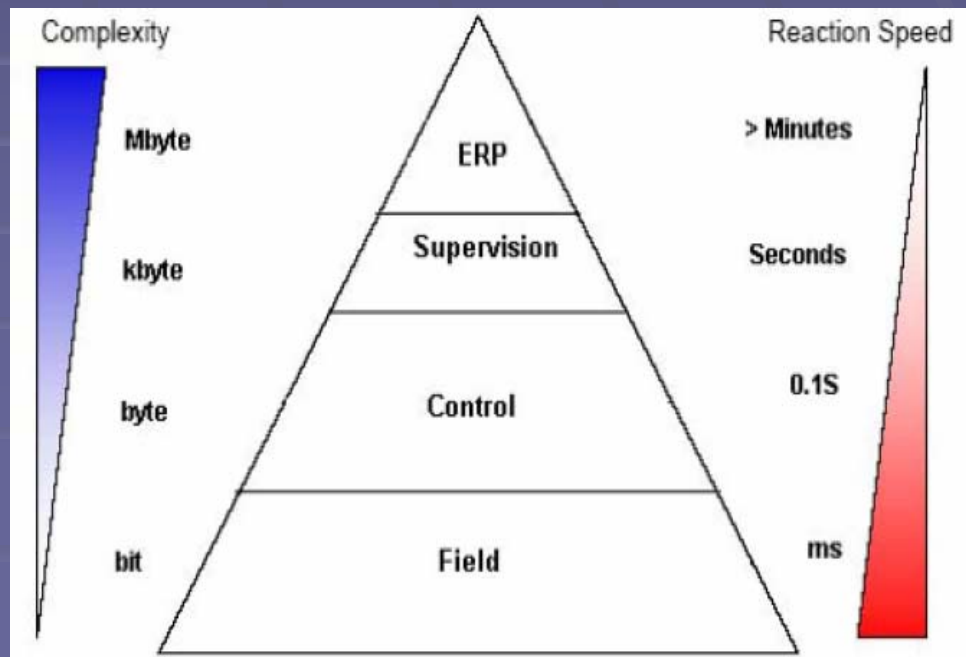 Complexity
Reaction Speed
Mbyte
ERP
> Minutes
kbyte
Supervision
Seconds
byte
Control
0.1S
bit
Field
ms